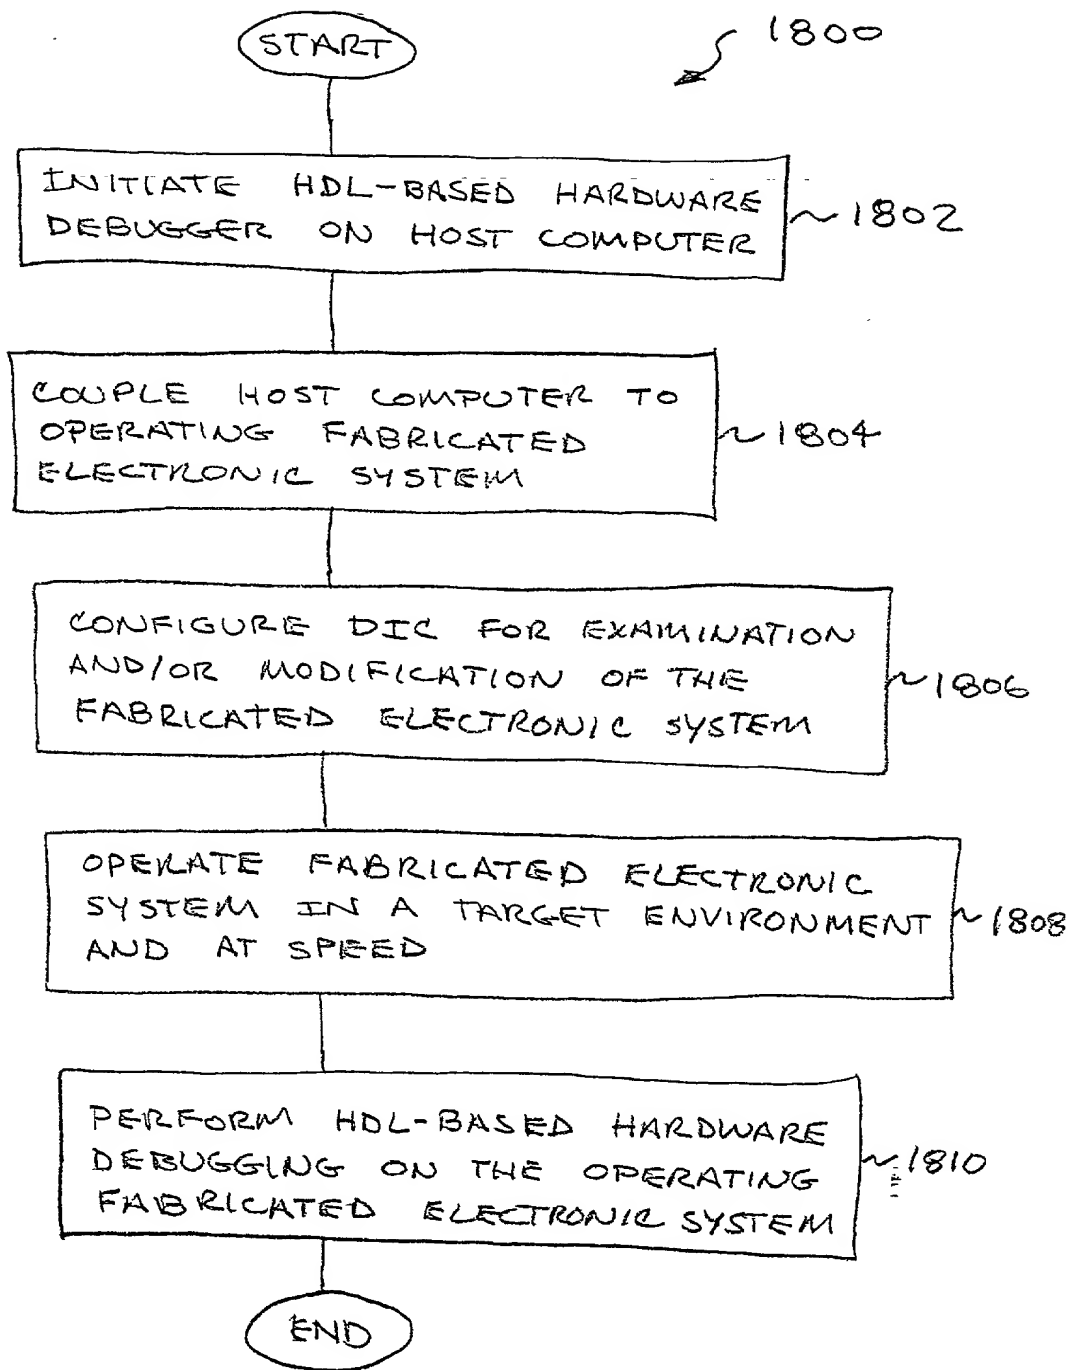 START
1800
INITIATE HDL-BASED HARDWARE
DEBUGGER ON HOST COMPUTER
1802
COUPLE HOST COMPUTER TO
OPERATING FABRICATED
ELECTRONIC SYSTEM
1804
CONFIGURE DIC FOR EXAMINATION
AND/OR MODIFICATION OF THE
FABRICATED ELECTRONIC SYSTEM
1806
OPERATE FABRICATED ELECTRONIC
SYSTEM IN A TARGET ENVIRONMENT
AND AT SPEED
1808
PERFORM HDL-BASED HARDWARE
DEBUGGING ON THE OPERATING
FABRICATED ELECTRONIC SYSTEM
1810
END